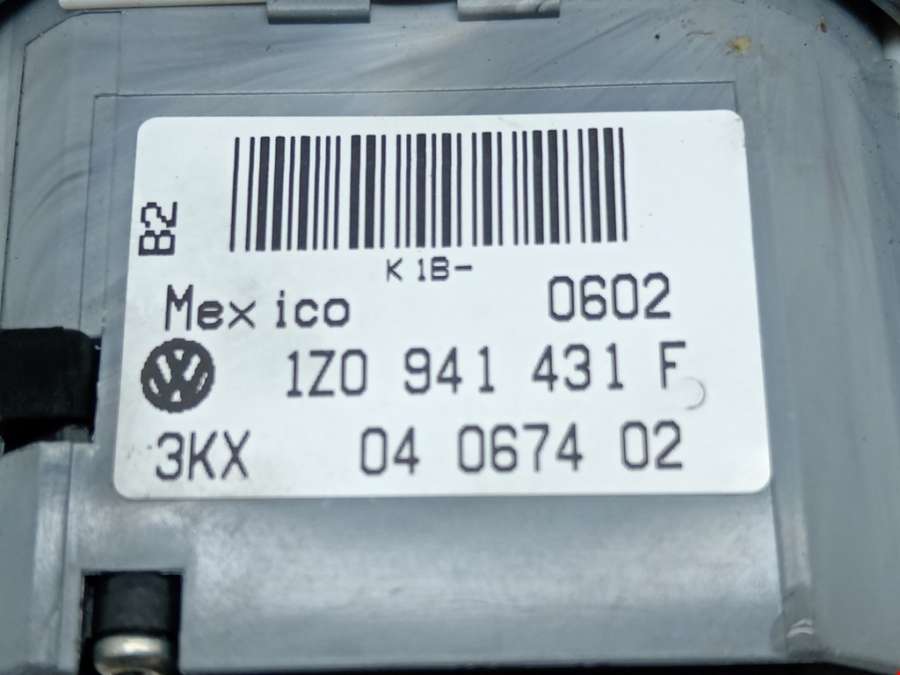 B2
K1B-
Mexico 0602
1Z0 941 431 F
3KX 04 0674 02